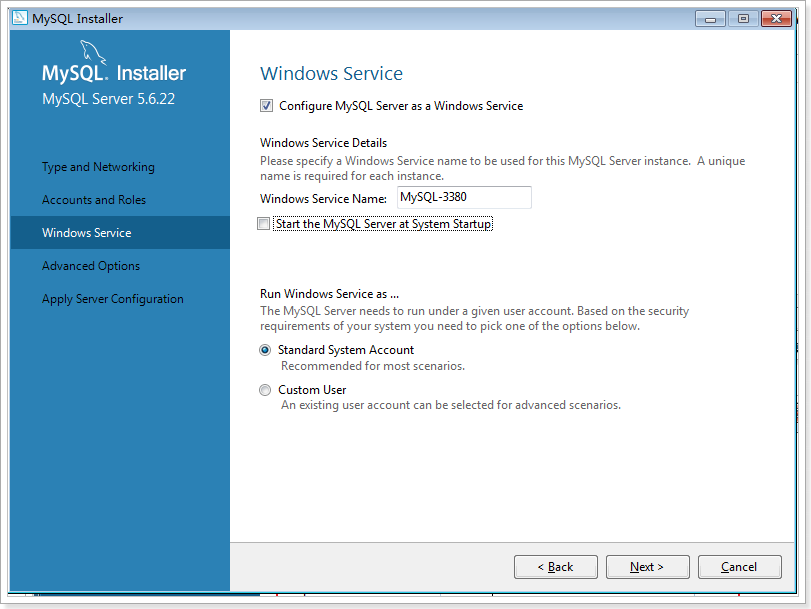 MySQL Installer
MySQL. Installer
MySQL Server 5.6.22
Type and Networking
Accounts and Roles
Windows Service
Advanced Options
Apply Server Configuration
Windows Service
Configure MySQL Server as a Windows Service
Windows Service Details
Please specify a Windows Service name to be used for this MySQL Server instance. A unique
name is required for each instance.
Windows Service Name: MySQL-3380
Start the MySQL Server at System Startup
Run Windows Service as ...
The MySQL Server needs to run under a given user account. Based on the security
requirements of your system you need to pick one of the options below.
Standard System Account
Recommended for most scenarios.
Custom User
An existing user account can be selected for advanced scenarios.
< Back Next > Cancel